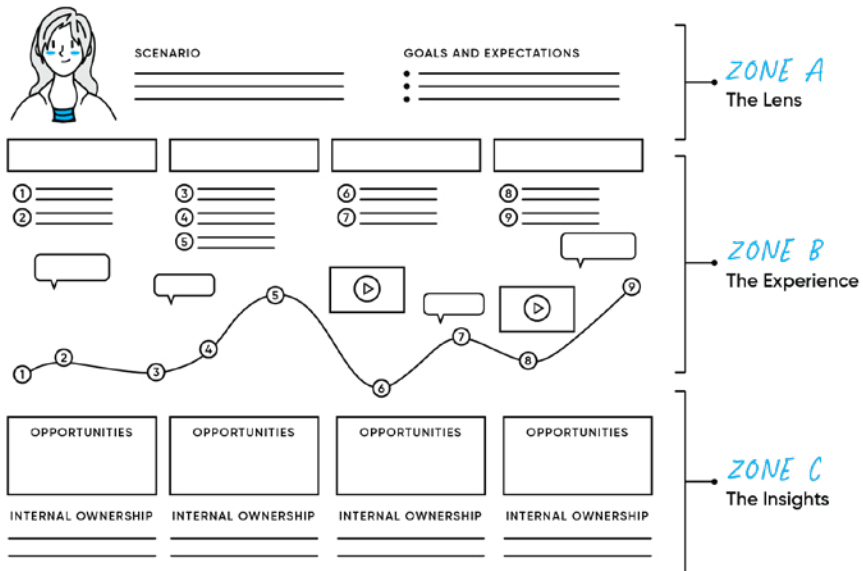 SCENARIO
GOALS AND EXPECTATIONS
ZONE A
The Lens
1
2
3
4
5
6
7
8
9
ZONE B
The Experience
1
2
3
4
5
6
7
8
9
OPPORTUNITIES
OPPORTUNITIES
OPPORTUNITIES
OPPORTUNITIES
ZONE C
The Insights
INTERNAL OWNERSHIP
INTERNAL OWNERSHIP
INTERNAL OWNERSHIP
INTERNAL OWNERSHIP